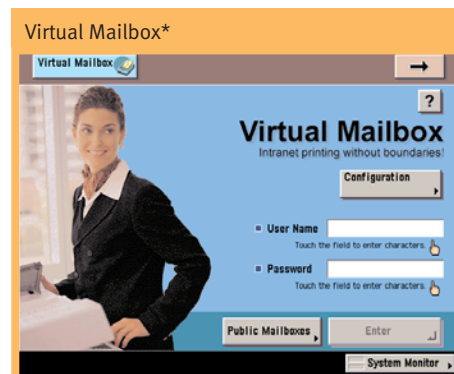 Virtual Mailbox*
Virtual Mailbox
→
?
Virtual Mailbox
Intranet printing without boundaries!
Configuration
User Name
Touch the field to enter characters.
Password
Touch the field to enter characters.
Public Mailboxes
Enter
System Monitor